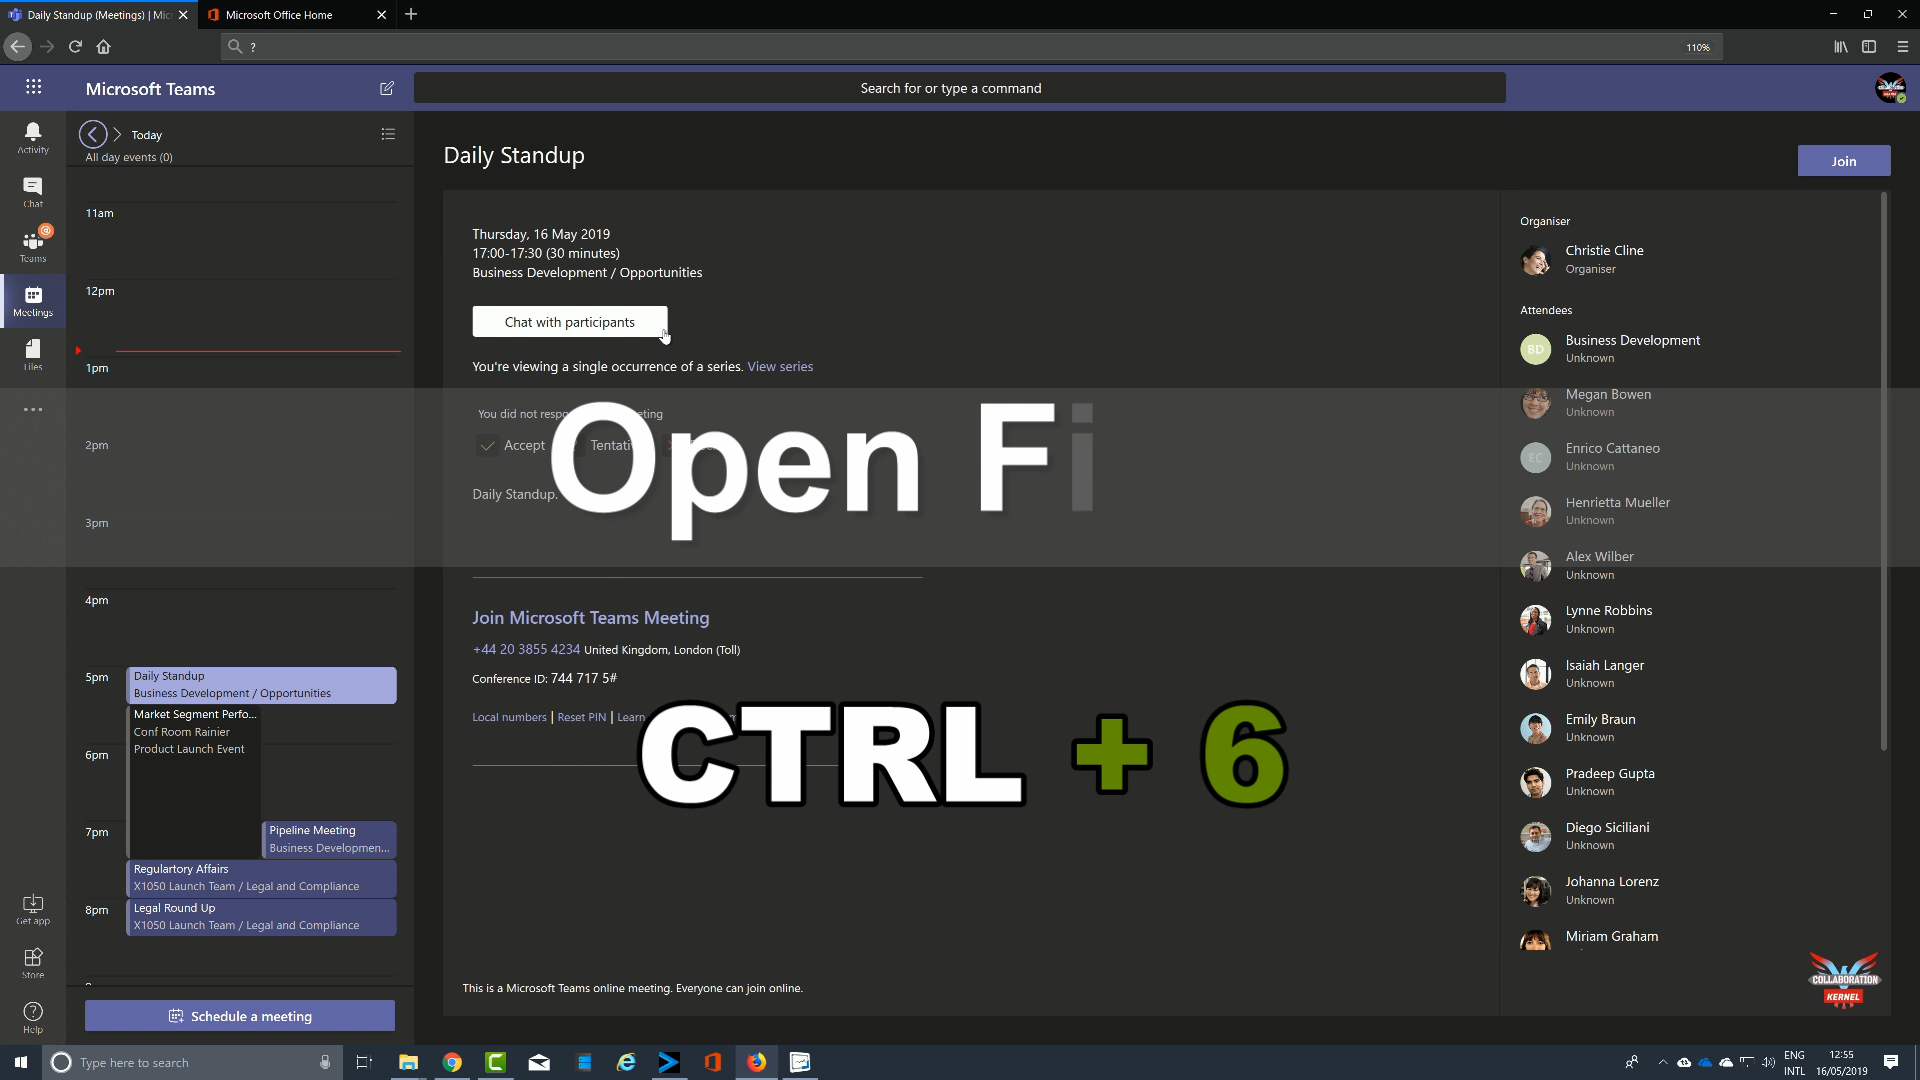 Daily Standup (Meetings) | Mic
Microsoft Office Home
?
110%
Microsoft Teams
Search for or type a command
Activity
Chat
Teams
Meetings
Files
Get app
Store
Help
Today
All day events (0)
11am
12pm
1pm
2pm
3pm
4pm
5pm
6pm
7pm
8pm
Daily Standup
Business Development / Opportunities
Market Segment Perfo...
Conf Room Rainier
Product Launch Event
Pipeline Meeting
Business Developmen...
Regulartory Affairs
X1050 Launch Team / Legal and Compliance
Legal Round Up
X1050 Launch Team / Legal and Compliance
Schedule a meeting
Daily Standup
Join
Thursday, 16 May 2019
17:00-17:30 (30 minutes)
Business Development / Opportunities
Chat with participants
You're viewing a single occurrence of a series. View series
You did not
Accept
Daily Standup.
Open Fi
Join Microsoft Teams Meeting
+44 20 3855 4234 United Kingdom, London (Toll)
Conference ID: 744 717 5#
Local numbers | Reset PIN | Learn
CTRL + 6
This is a Microsoft Teams online meeting. Everyone can join online.
Organiser
Christie Cline
Organiser
Attendees
BD
Business Development
Unknown
Megan Bowen
Unknown
EC
Enrico Cattaneo
Unknown
Henrietta Mueller
Unknown
Alex Wilber
Unknown
Lynne Robbins
Unknown
Isaiah Langer
Unknown
Emily Braun
Unknown
Pradeep Gupta
Unknown
Diego Siciliani
Unknown
Johanna Lorenz
Unknown
Miriam Graham
COLLABORATION
KERNEL
Type here to search
ENG
INTL
12:55
16/05/2019